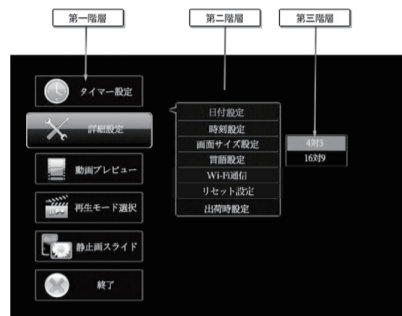 第一階層
第二階層
第三階層
タイマー設定
詳細設定
動画プレビュー
再生モード選択
静止画スライド
終了
日付設定
時刻設定
画面サイズ設定
言語設定
Wi-Fi通信
リセット設定
出荷時設定
4対3
16対9